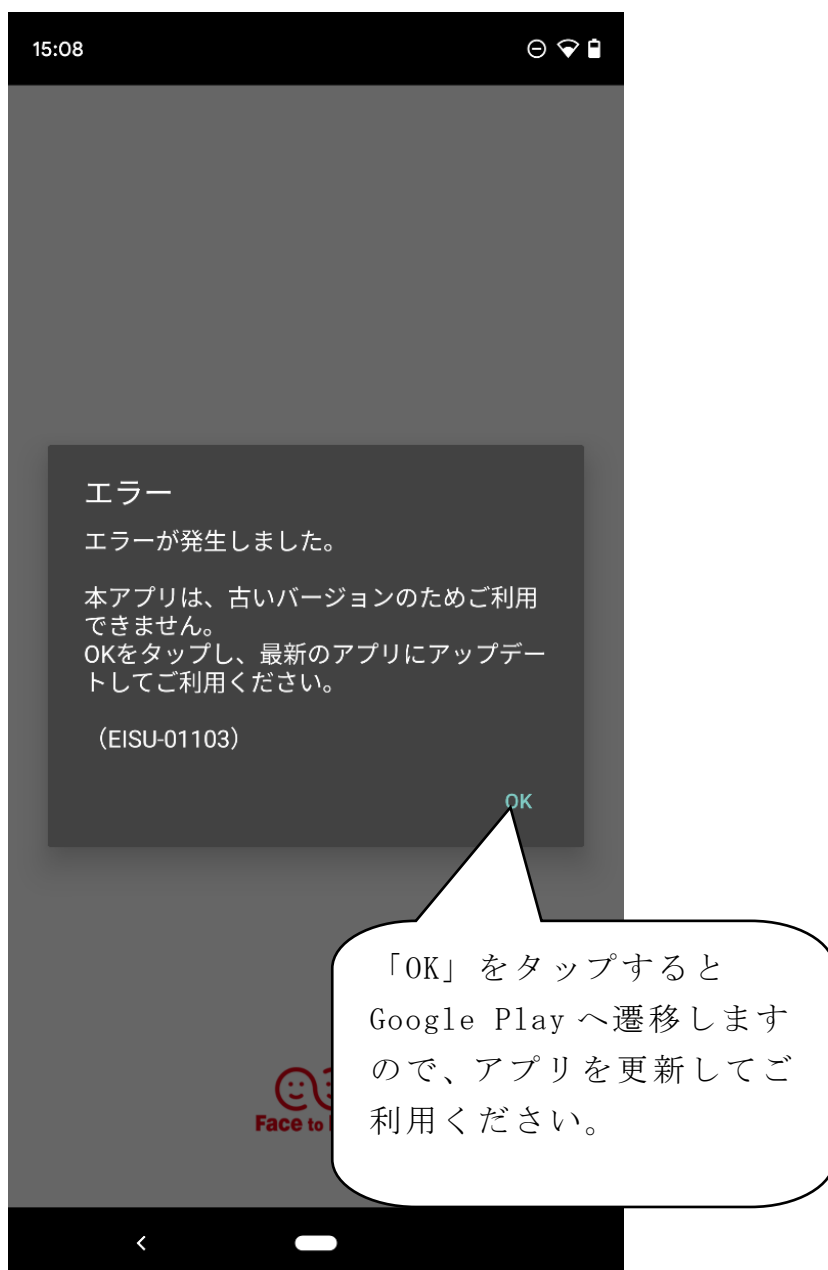 15:08
エラー
エラーが発生しました。
本アプリは、古いバージョンのためご利用
できません。
OKをタップし、最新のアプリにアップデー
トしてご利用ください。
（EISU-01103）
OK
「OK」をタップすると
Google Play へ遷移します
ので、アプリを更新してご
利用ください。
Face to